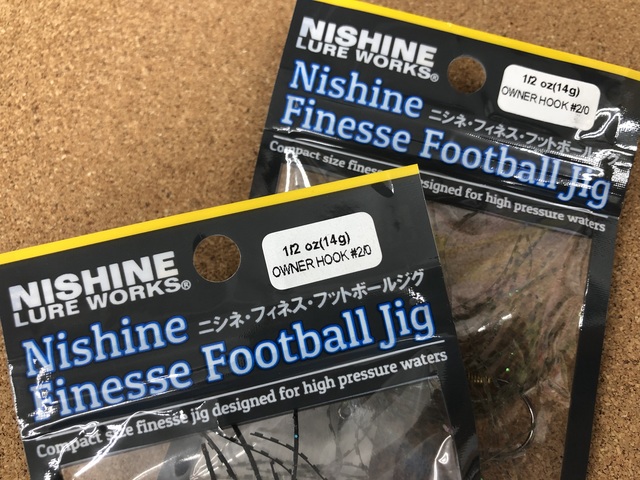 NISHINE
LURE WORKS®
1/2 oz(14g)
OWNER HOOK #2/0
Nishine
ニシネ・フィネス・フットボールジグ
Finesse Football Jig
Compact size finesse designed for high pressure waters
NISHINE
LURE WORKS®
1/2 oz(14g)
OWNER HOOK #2/0
Nishine
ニシネ・フィネス・フットボールジグ
Finesse Football Jig
Compact size finesse jig designed for high pressure waters